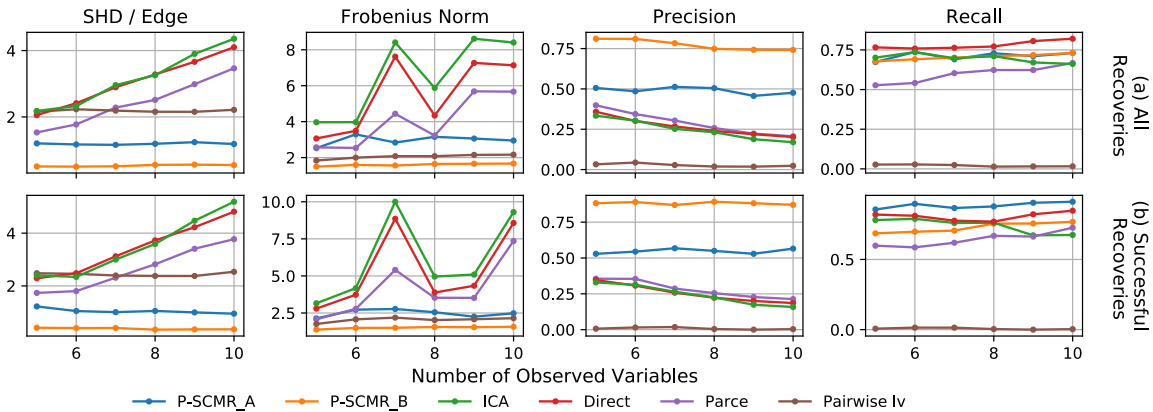 SHD / Edge Frobenius Norm Precision Recall
4
2
8
6
4
2
0.75
0.50
0.25
0.00
0.75
0.50
0.25
0.00
(a) All
Recoveries
4
2
6 8 10
10.0
7.5
5.0
2.5
6 8 10
0.75
0.50
0.25
0.00
6 8 10
0.5
0.0
6 8 10
(b) Successful
Recoveries
Number of Observed Variables
P-SCMR_A P-SCMR_B ICA Direct Parce Pairwise lv